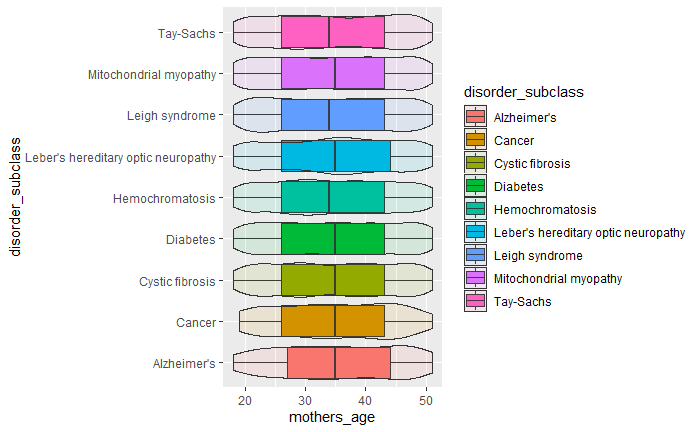 disorder_subclass
Tay-Sachs
Mitochondrial myopathy
Leigh syndrome
Leber's hereditary optic neuropathy
Hemochromatosis
Diabetes
Cystic fibrosis
Cancer
Alzheimer's
20 30 40 50
mothers_age
disorder_subclass
Alzheimer's
Cancer
Cystic fibrosis
Diabetes
Hemochromatosis
Leber's hereditary optic neuropathy
Leigh syndrome
Mitochondrial myopathy
Tay-Sachs